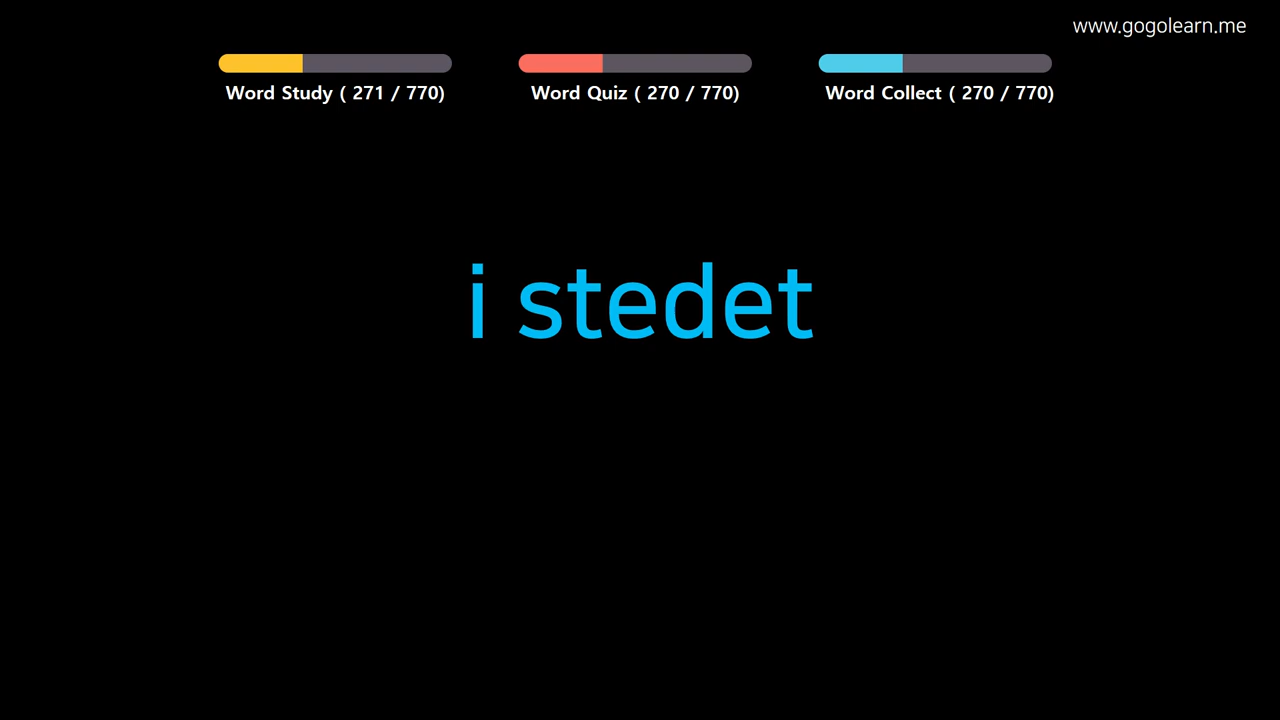 www.gogolearn.me
Word Study ( 271 / 770)
Word Quiz ( 270 / 770)
Word Collect ( 270 / 770)
i stedet